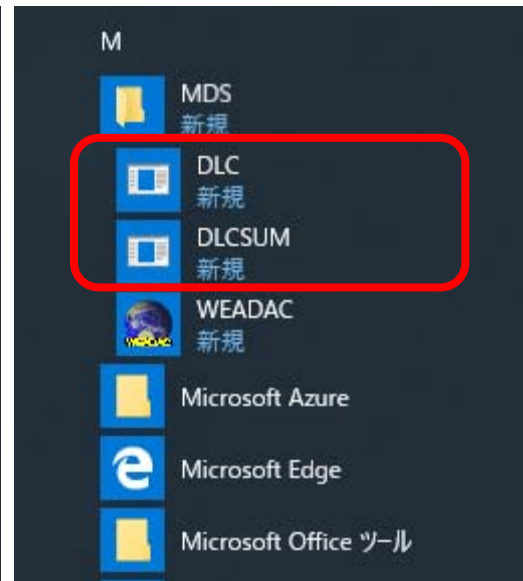 M
MDS
新規
DLC
新規
DLCSUM
新規
WEADAC
WEADAC
新規
Microsoft Azure
Microsoft Edge
Microsoft Office ツール